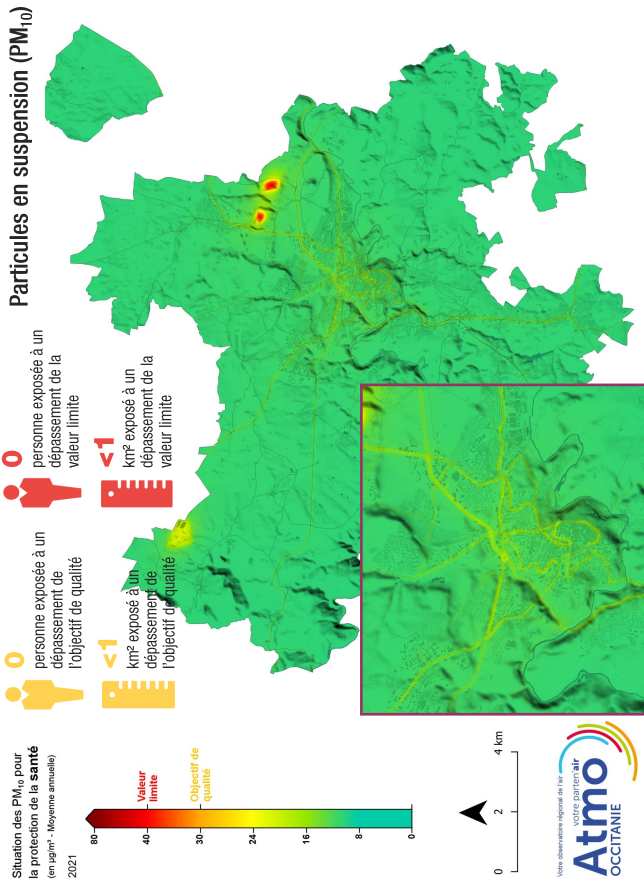 Particules en suspension (PM₁₀)
0
personne exposée à un
dépassement de
l'objectif de qualité
<1
km² exposé à un
dépassement de
l'objectif de qualité
0
personne exposée à un
dépassement de la
valeur limite
<1
km² exposé à un
dépassement de la
valeur limite
Situation des PM₁₀ pour
la protection de la santé
(en µg/m³ - Moyenne annuelle)
2021
80
40
30
24
16
8
0
Valeur
limite
Objectif de
qualité
0
2
4 km
Votre observatoire régional de l'air
votre parten'air
Atmo
OCCITANIE